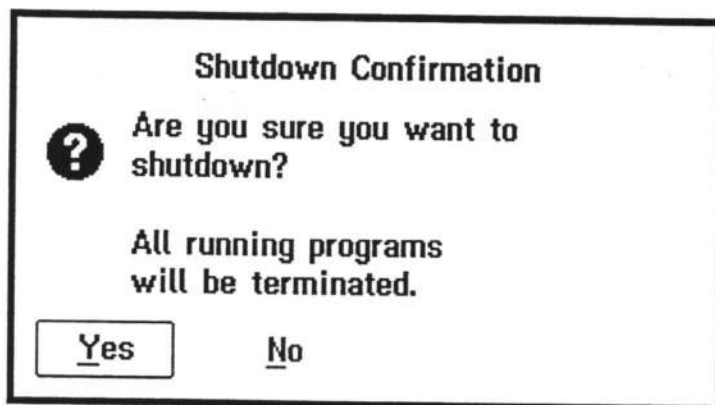 Shutdown Confirmation
Are you sure you want to
shutdown?
All running programs
will be terminated.
Yes
No